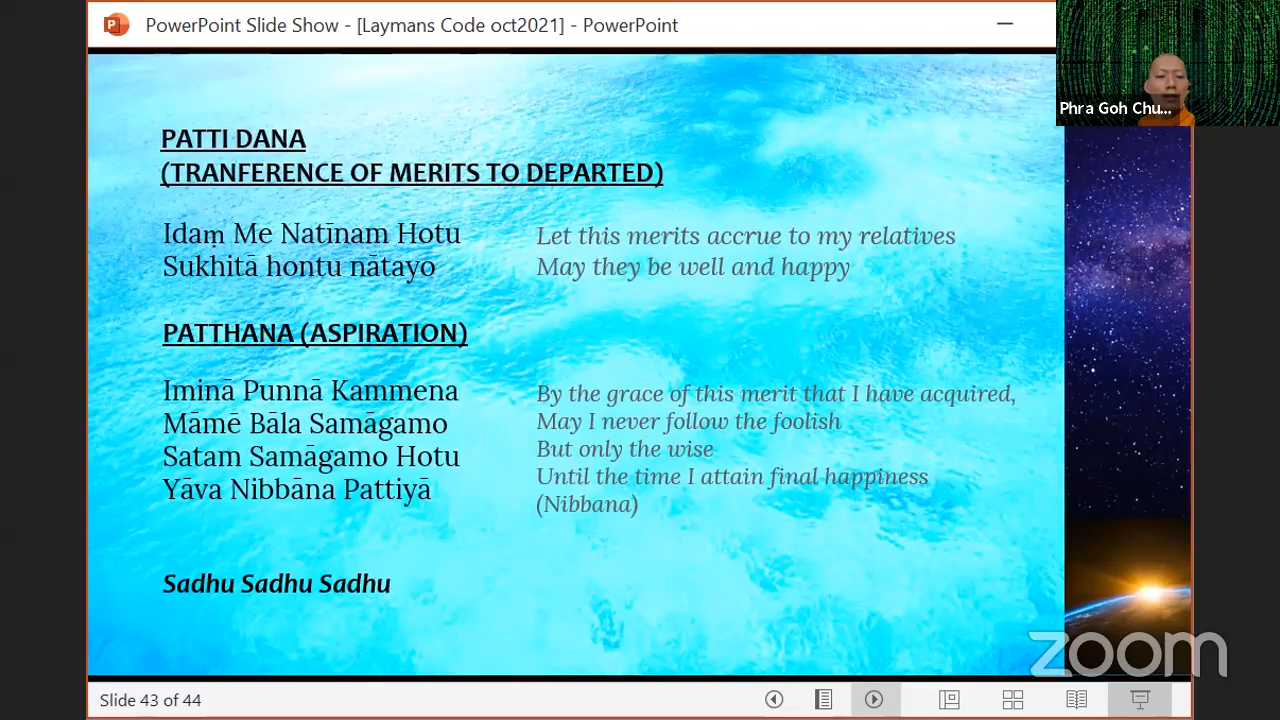 PowerPoint Slide Show - [Laymans Code oct2021] - PowerPoint
Phra Goh Chu...
PATTI DANA
(TRANFERENCE OF MERITS TO DEPARTED)
Idaṃ Me Natīnam Hotu
Let this merits accrue to my relatives
Sukhitā hontu nātayo
May they be well and happy
PATTHANA (ASPIRATION)
Iminā Punnā Kammena
Māmē Bāla Samāgamo
Satam Samāgamo Hotu
Yāva Nibbāna Pattiyā
By the grace of this merit that I have acquired,
May I never follow the foolish
But only the wise
Until the time I attain final happiness
(Nibbana)
Sadhu Sadhu Sadhu
zoom
Slide 43 of 44